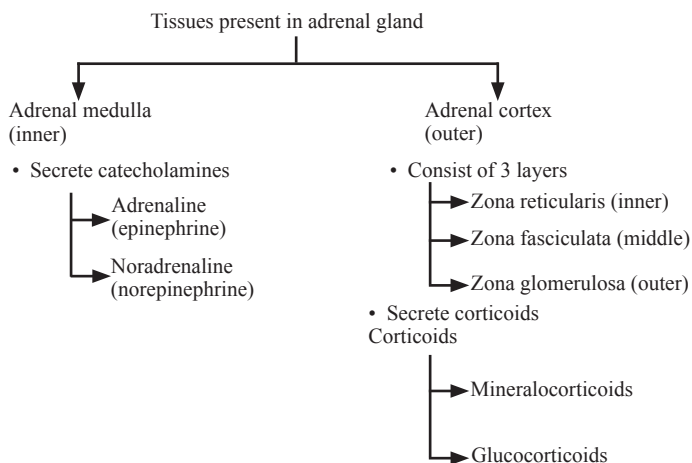 Tissues present in adrenal gland
Adrenal medulla
(inner)
• Secrete catecholamines
Adrenaline
(epinephrine)
Noradrenaline
(norepinephrine)
Adrenal cortex
(outer)
• Consist of 3 layers
Zona reticularis (inner)
Zona fasciculata (middle)
Zona glomerulosa (outer)
• Secrete corticoids
Corticoids
Mineralocorticoids
Glucocorticoids